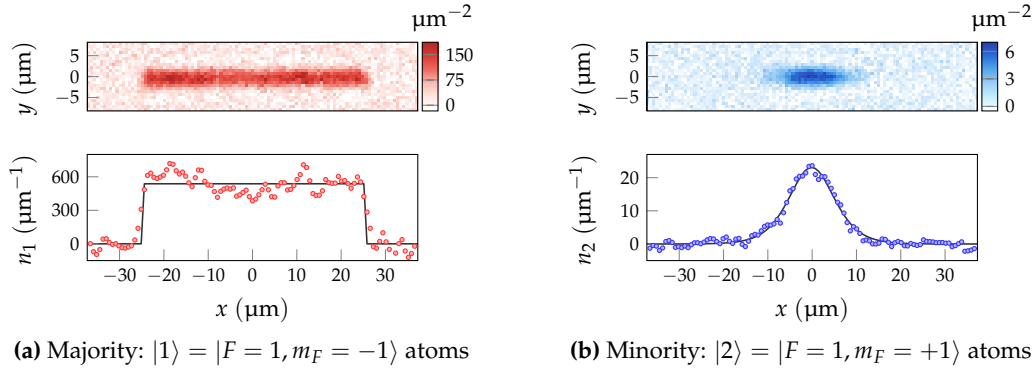 µm⁻²
y (µm)
5
0
−5
150
75
0
n₁ (µm⁻¹)
600
300
0
−30 −20 −10 0 10 20 30
x (µm)
(a) Majority: |1⟩ = |F = 1, m_F = −1⟩ atoms
µm⁻²
y (µm)
5
0
−5
6
3
0
n₂ (µm⁻¹)
20
10
0
−30 −20 −10 0 10 20 30
x (µm)
(b) Minority: |2⟩ = |F = 1, m_F = +1⟩ atoms